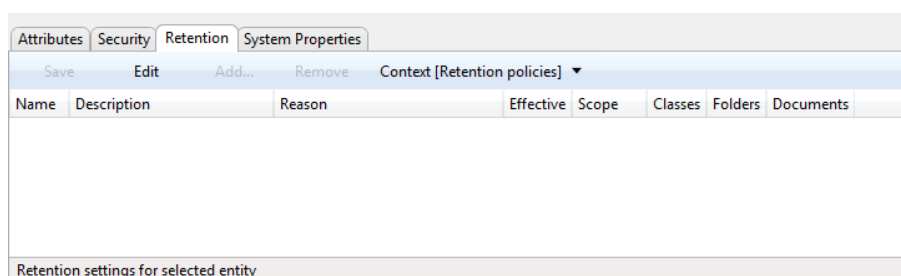 Attributes Security Retention System Properties
Save Edit Add... Remove Context [Retention policies]
Name Description Reason Effective Scope Classes Folders Documents
Retention settings for selected entity